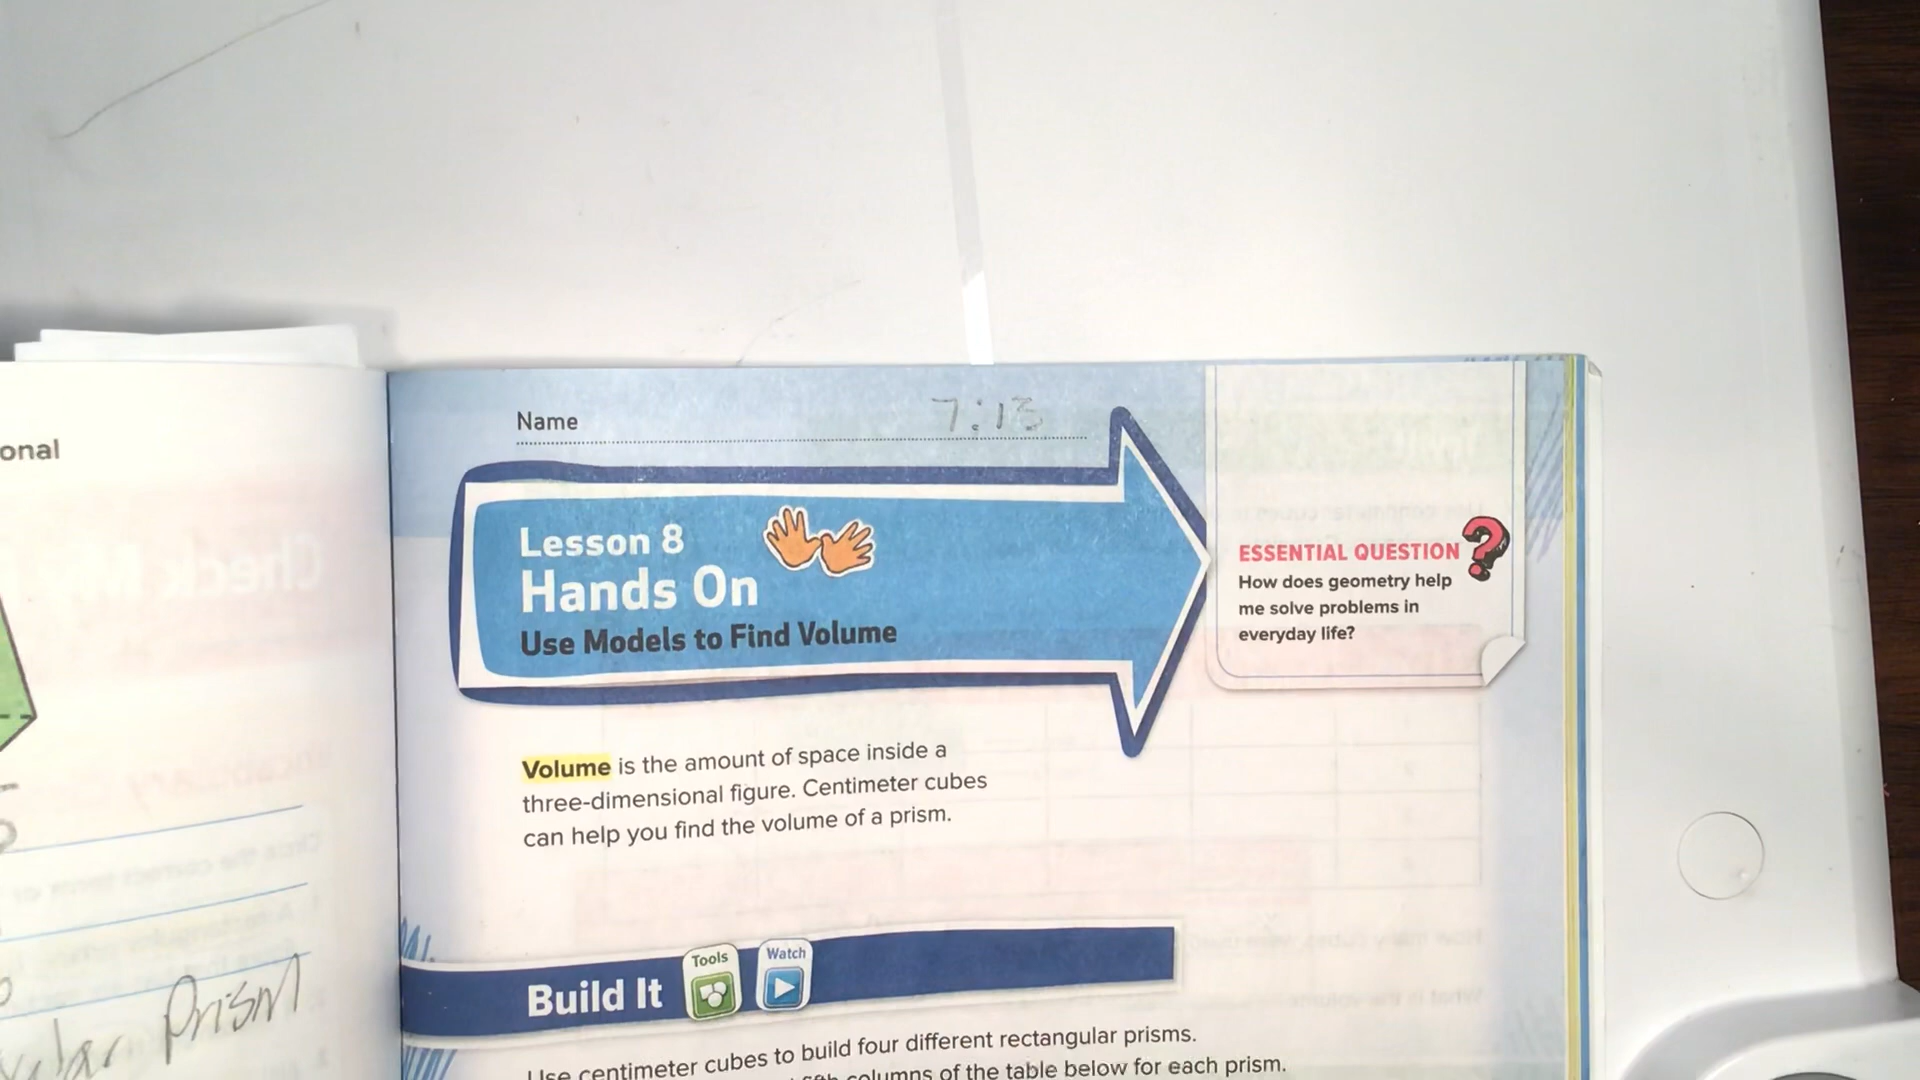 onal
Prism
Name 7:13
Lesson 8
Hands On
Use Models to Find Volume
ESSENTIAL QUESTION
How does geometry help
me solve problems in
everyday life?
Volume is the amount of space inside a
three-dimensional figure. Centimeter cubes
can help you find the volume of a prism.
Build It
Tools
Watch
Use centimeter cubes to build four different rectangular prisms.
columns of the table below for each prism.